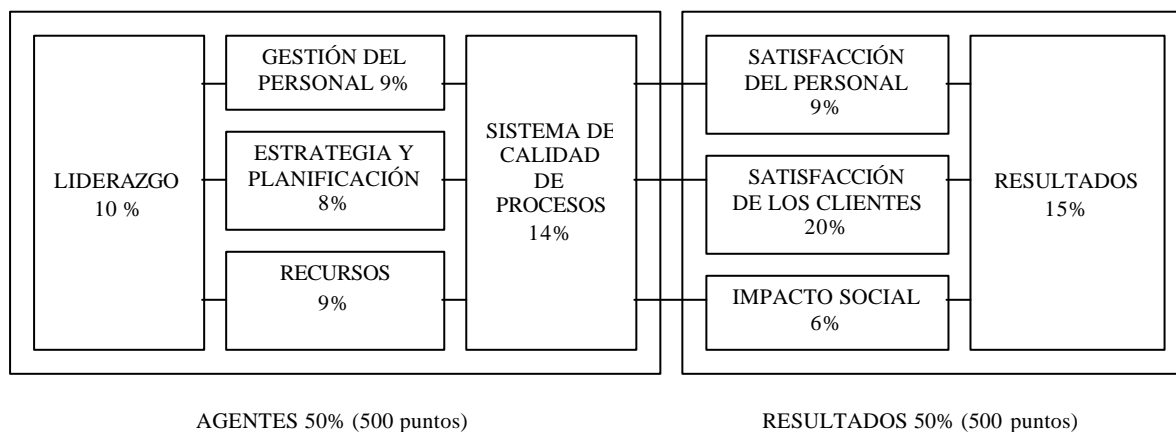 LIDERAZGO
10 %
GESTIÓN DEL
PERSONAL 9%
ESTRATEGIA Y
PLANIFICACIÓN
8%
RECURSOS
9%
SISTEMA DE
CALIDAD
DE
PROCESOS
14%
SATISFACCIÓN
DEL PERSONAL
9%
SATISFACCIÓN
DE LOS CLIENTES
20%
IMPACTO SOCIAL
6%
RESULTADOS
15%
AGENTES 50% (500 puntos)
RESULTADOS 50% (500 puntos)